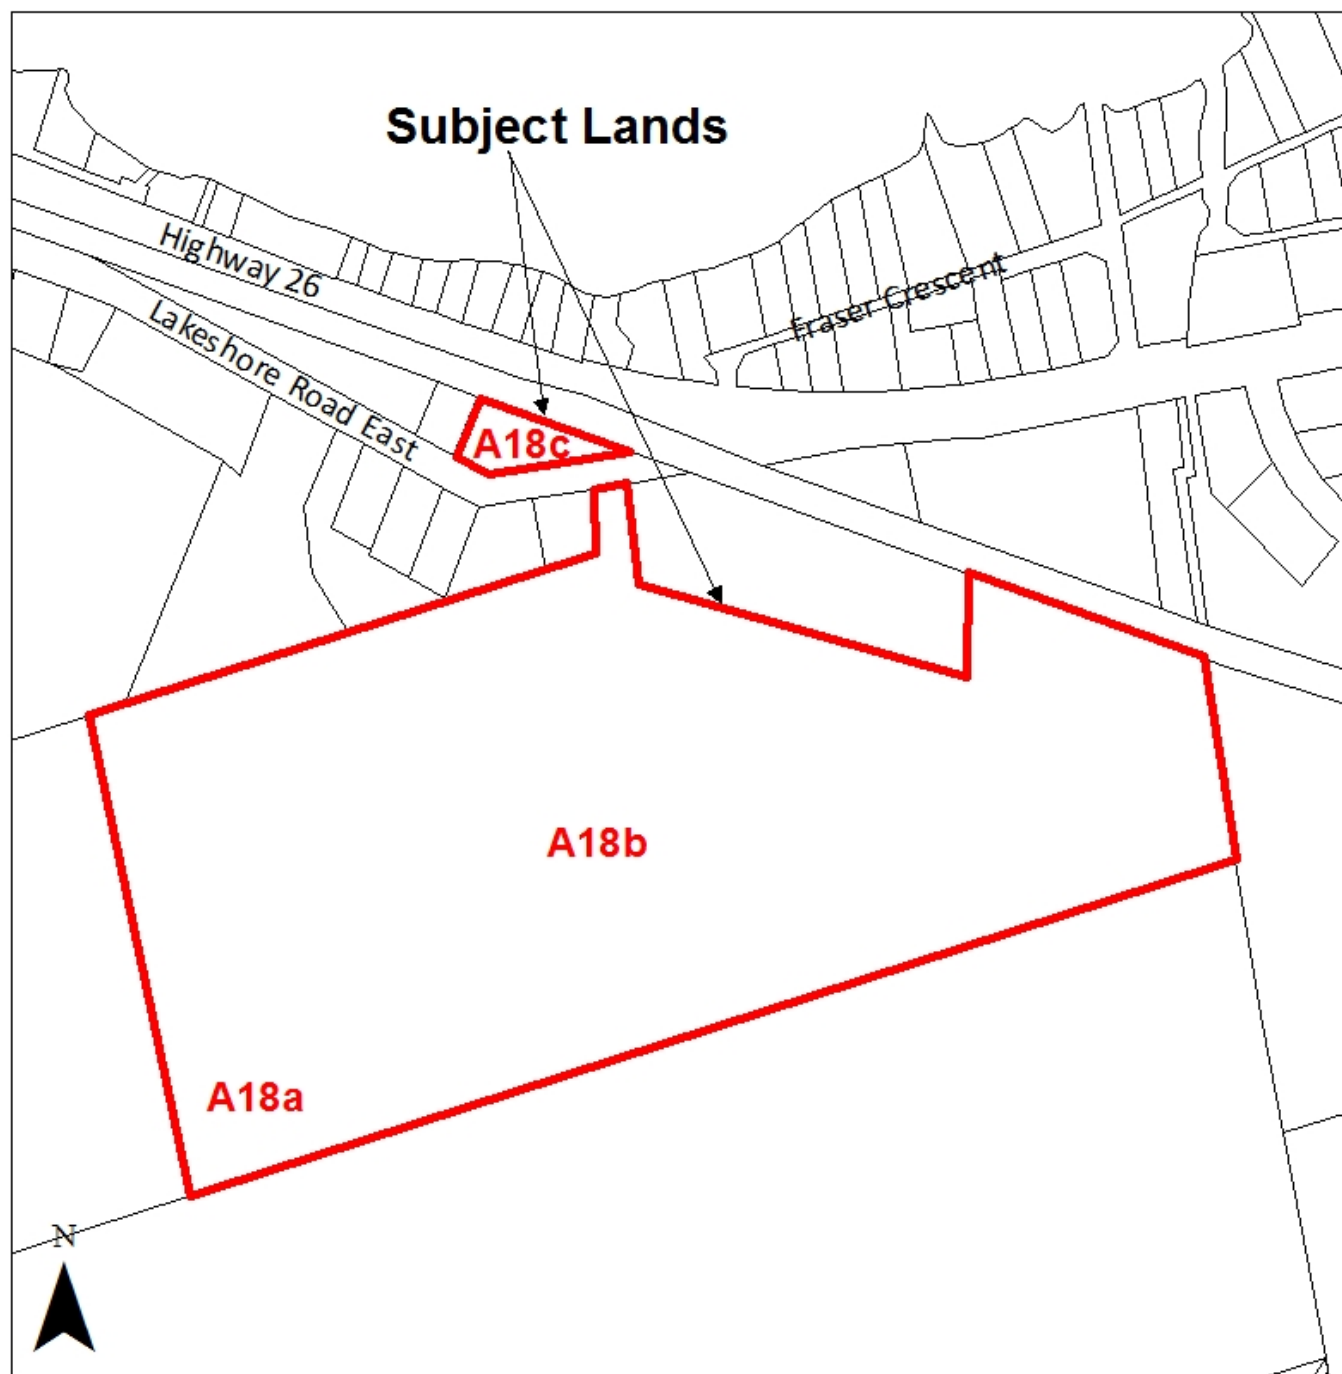 Subject Lands
Highway 26
Fraser Crescent
Lakeshore Road East
A18c
A18b
A18a
N